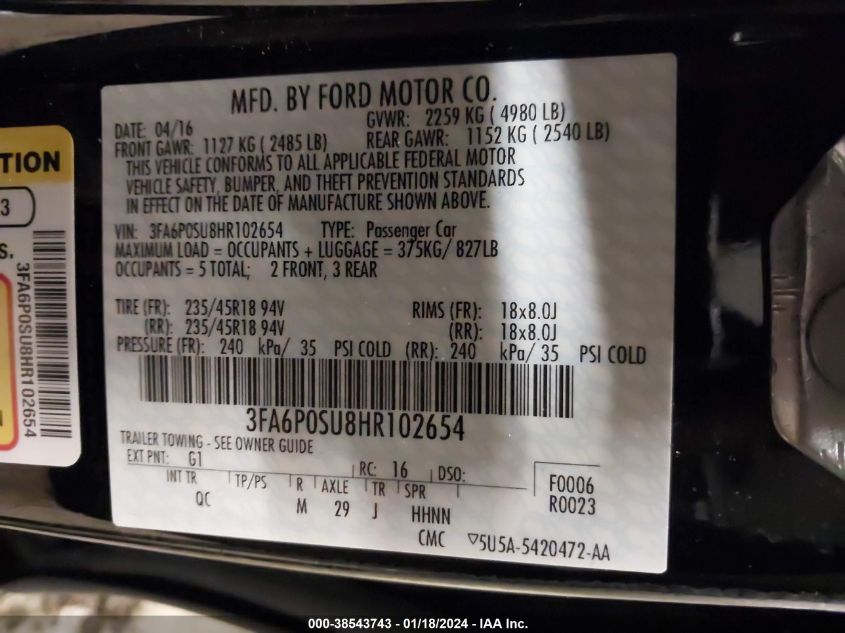 MFD. BY FORD MOTOR CO.
DATE: 04/16
GVWR: 2259 KG ( 4980 LB)
FRONT GAWR: 1127 KG ( 2485 LB)
REAR GAWR: 1152 KG ( 2540 LB)
THIS VEHICLE CONFORMS TO ALL APPLICABLE FEDERAL MOTOR
VEHICLE SAFETY, BUMPER, AND THEFT PREVENTION STANDARDS
IN EFFECT ON THE DATE OF MANUFACTURE SHOWN ABOVE.
VIN: 3FA6P0SU8HR102654 TYPE: Passenger Car
MAXIMUM LOAD = OCCUPANTS + LUGGAGE = 375KG/ 827LB
OCCUPANTS = 5 TOTAL; 2 FRONT, 3 REAR
TIRE (FR): 235/45R18 94V RIMS (FR): 18x8.0J
(RR): 235/45R18 94V (RR): 18x8.0J
PRESSURE (FR): 240 kPa/ 35 PSI COLD (RR): 240 kPa/ 35 PSI COLD
3FA6P0SU8HR102654
TRAILER TOWING - SEE OWNER GUIDE
EXT PNT: G1 RC: 16 DSO:
INT TR TP/PS R AXLE TR SPR
QC M 29 J HHNN
F0006
R0023
CMC ▽5U5A-5420472-AA
TION
3
S.
3FA6P0SU8HR102654
000-38543743 - 01/18/2024 - IAA Inc.